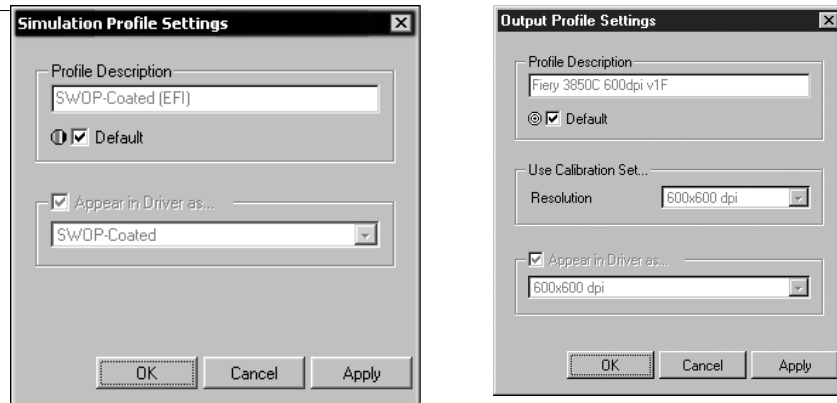 Simulation Profile Settings
Profile Description
SWOP-Coated (EFI)
Default
Appear in Driver as...
SWOP-Coated
OK Cancel Apply
Output Profile Settings
Profile Description
Fiery 3850C 600dpi v1F
Default
Use Calibration Set...
Resolution 600x600 dpi
Appear in Driver as...
600x600 dpi
OK Cancel Apply